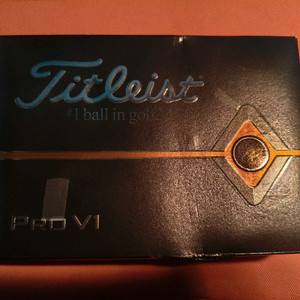 Titleist
#1 ball in golf.
PRO V1